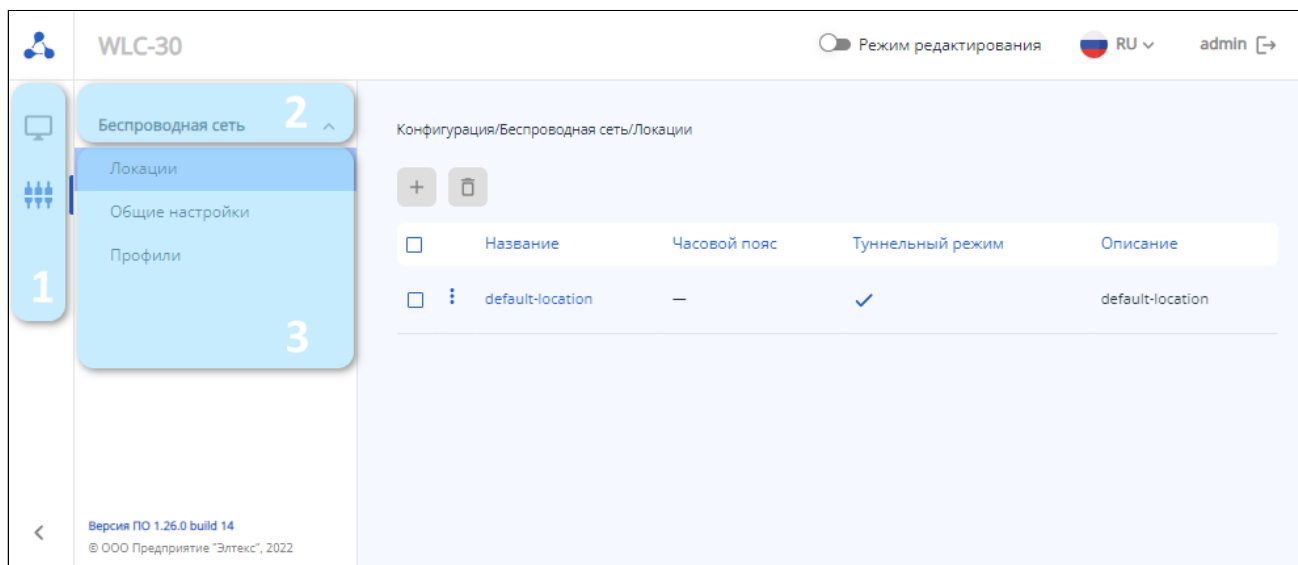 WLC-30
Режим редактирования
RU
admin
1
Беспроводная сеть
2
Локации
Общие настройки
Профили
3
Конфигурация/Беспроводная сеть/Локации
Название Часовой пояс Туннельный режим Описание
default-location — default-location
Версия ПО 1.26.0 build 14
© ООО Предприятие "Элтекс", 2022